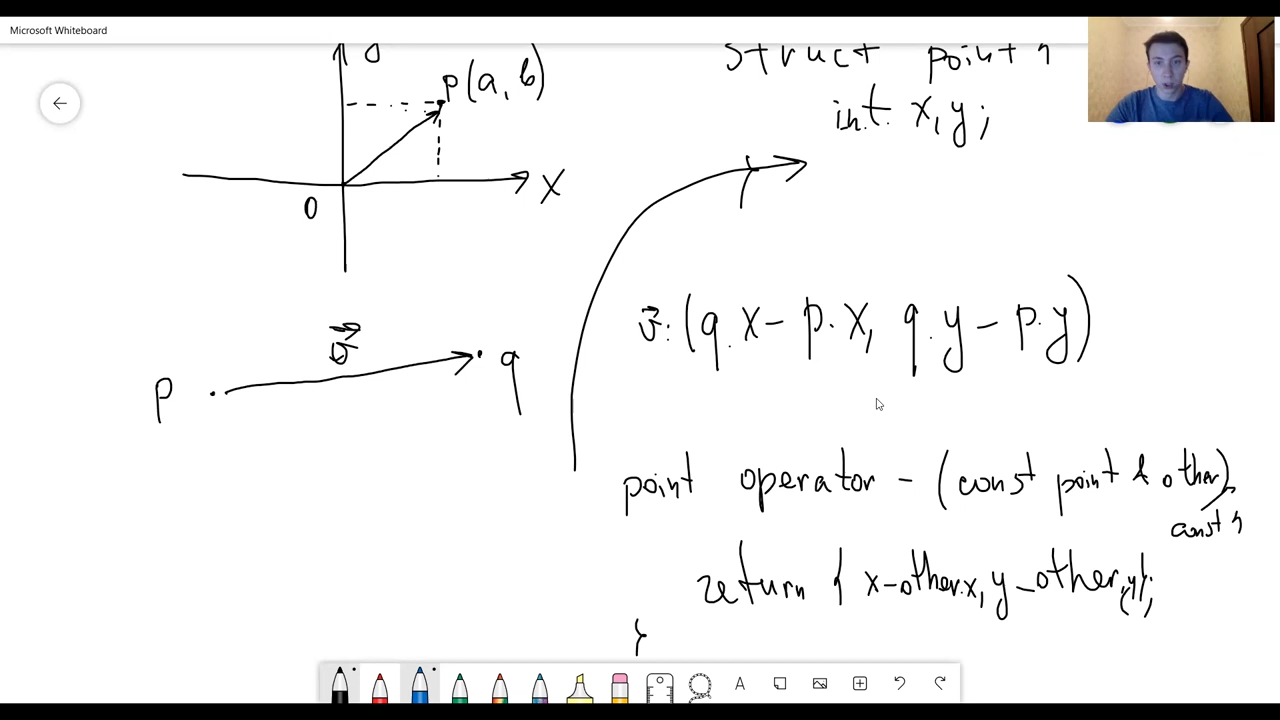 Microsoft Whiteboard
struct point {
p(a, b)
int x, y;
X
0
v: (q.x - p.x, q.y - p.y)
v
p
q
point operator - (const point & other)
const {
return { x-other.x, y-other.y};
}
A